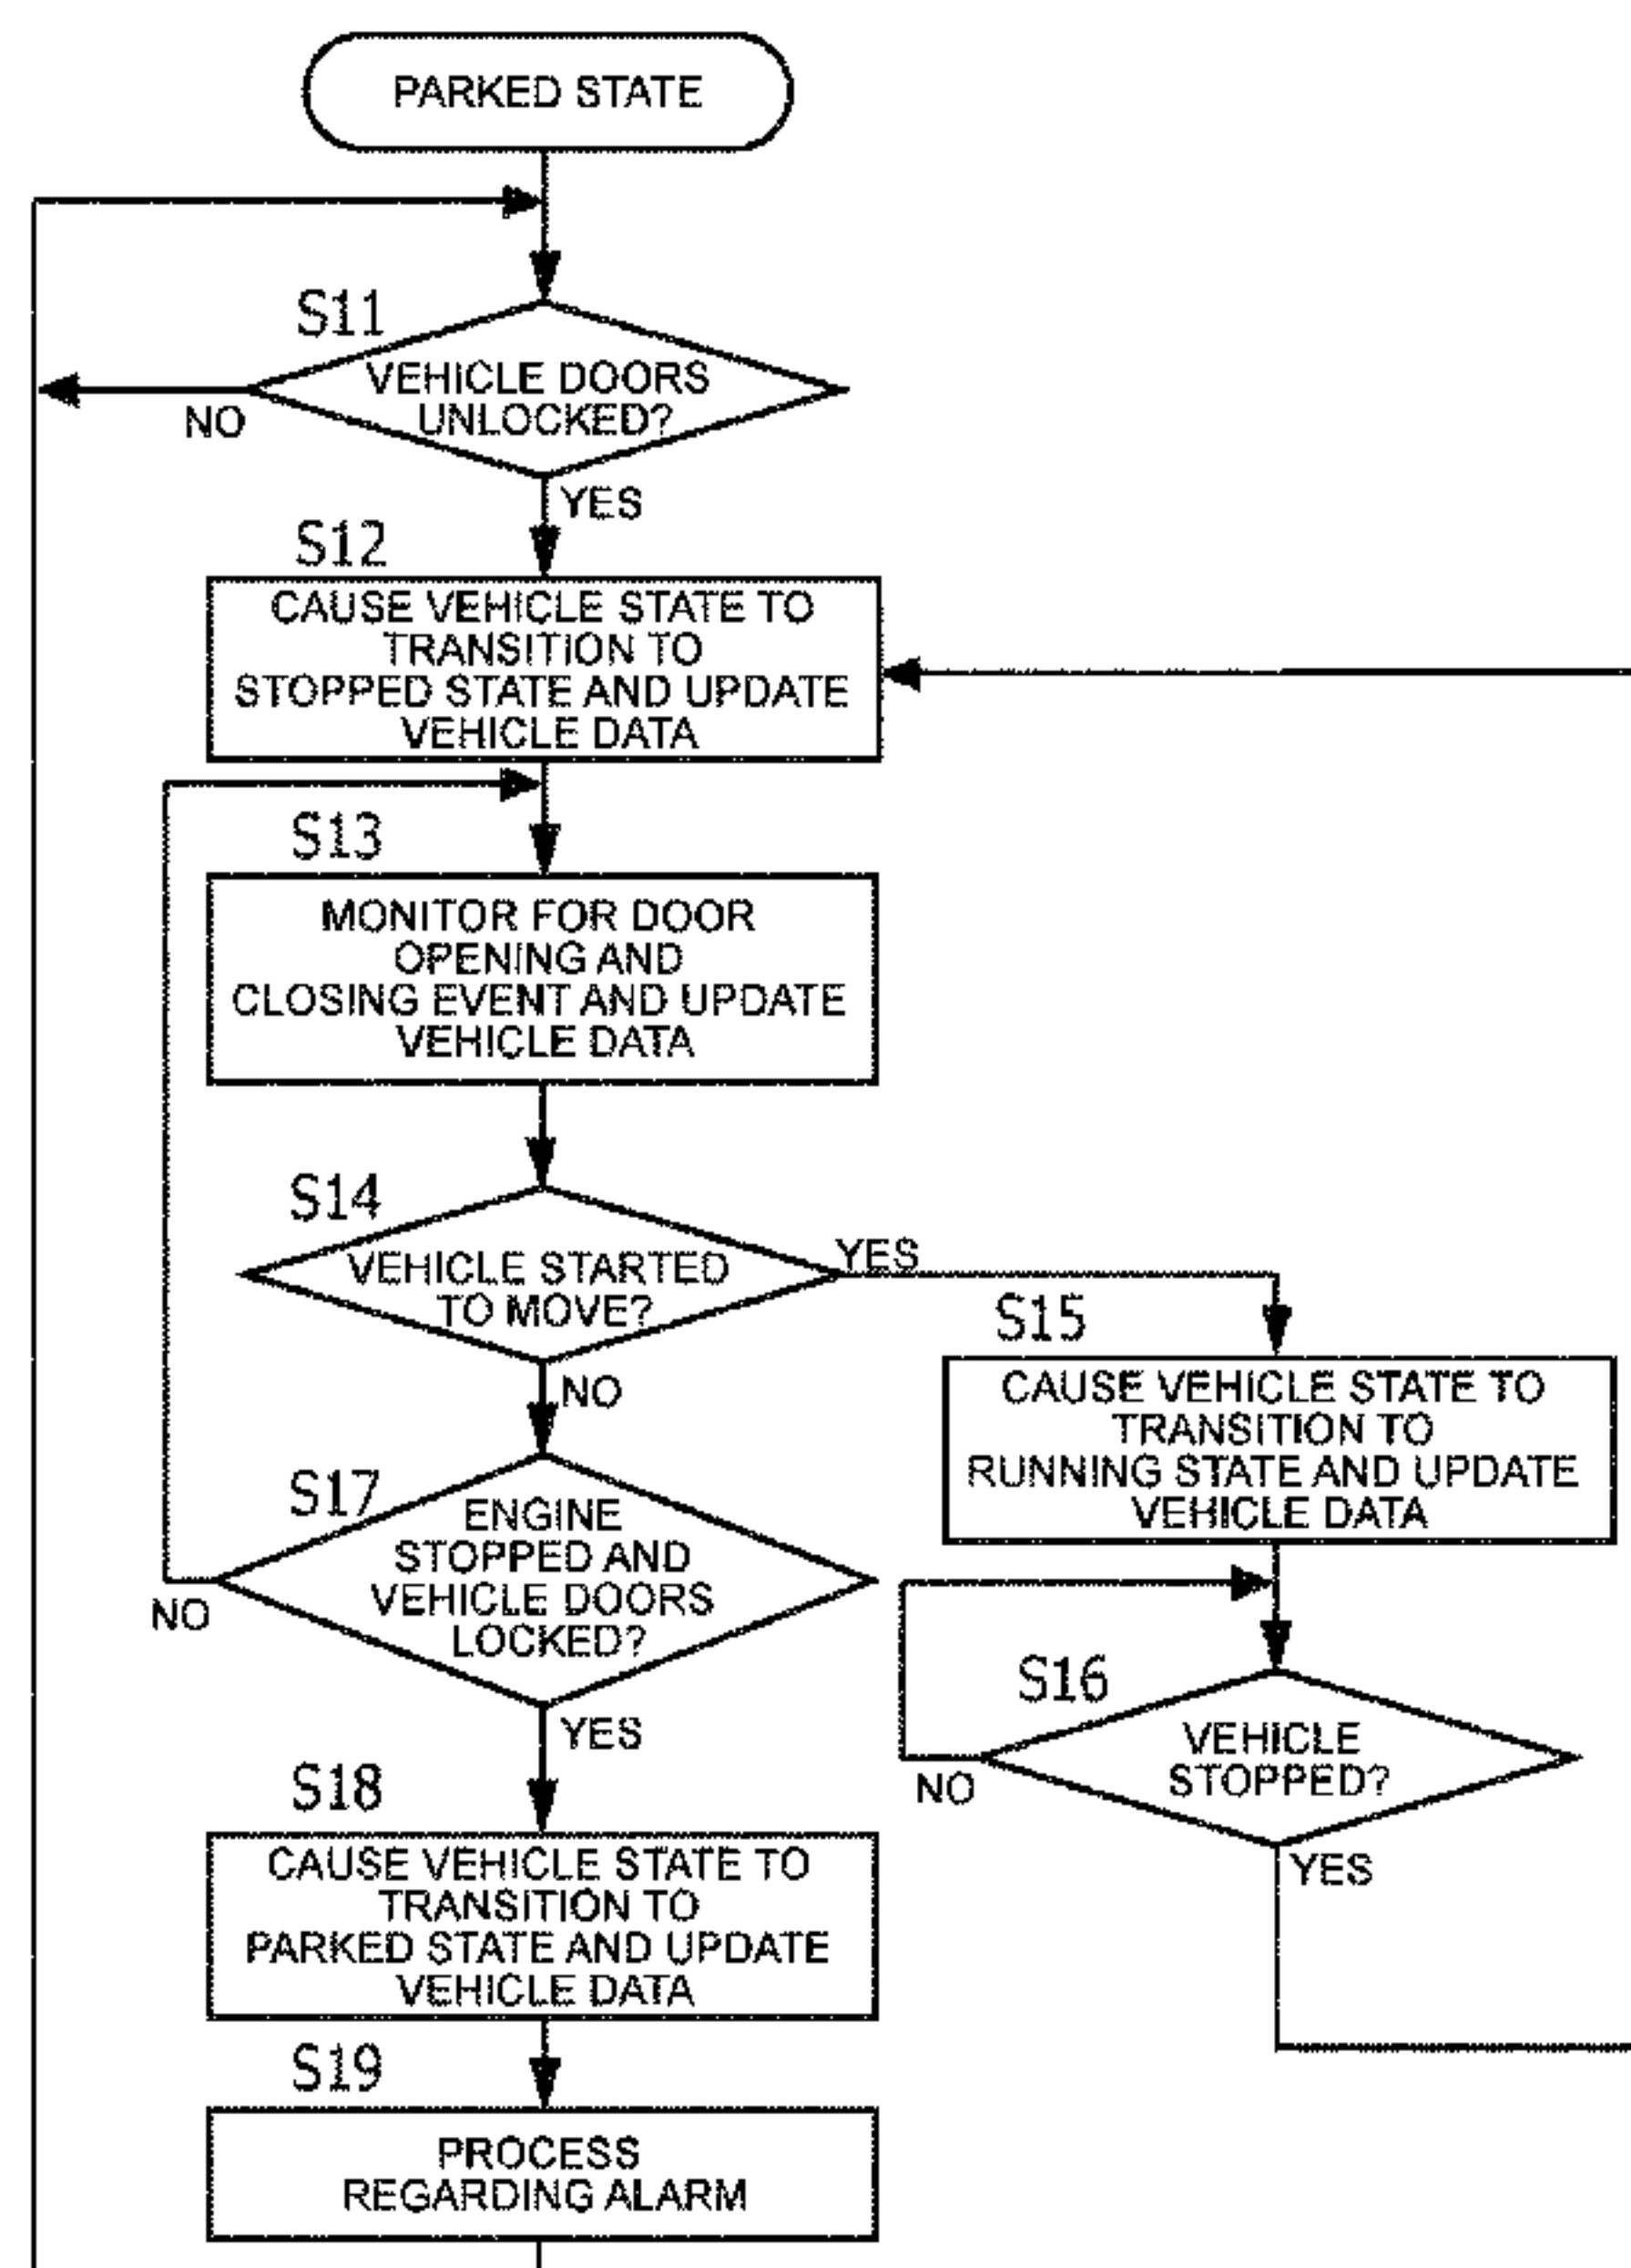 PARKED STATE
S11
VEHICLE DOORS
UNLOCKED?
NO
YES
S12
CAUSE VEHICLE STATE TO
TRANSITION TO
STOPPED STATE AND UPDATE
VEHICLE DATA
S13
MONITOR FOR DOOR
OPENING AND
CLOSING EVENT AND UPDATE
VEHICLE DATA
S14
VEHICLE STARTED
TO MOVE?
YES
NO
S15
CAUSE VEHICLE STATE TO
TRANSITION TO
RUNNING STATE AND UPDATE
VEHICLE DATA
S16
VEHICLE
STOPPED?
NO
YES
S17
ENGINE
STOPPED AND
VEHICLE DOORS
LOCKED?
NO
YES
S18
CAUSE VEHICLE STATE TO
TRANSITION TO
PARKED STATE AND UPDATE
VEHICLE DATA
S19
PROCESS
REGARDING ALARM